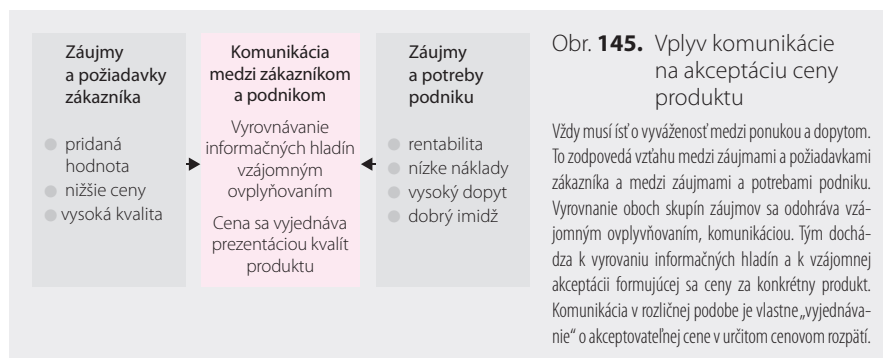 Záujmy
a požiadavky
zákazníka
pridaná
hodnota
nižšie ceny
vysoká kvalita
Komunikácia
medzi zákazníkom
a podnikom
Vyrovnávanie
informačných hladín
vzájomným
ovplyňovaním
Cena sa vyjednáva
prezentáciou kvalít
produktu
Záujmy
a potreby
podniku
rentabilita
nízke náklady
vysoký dopyt
dobrý imidž
Obr. 145. Vplyv komunikácie
na akceptáciu ceny
produktu
Vždy musí ísť o vyváženosť medzi ponukou a dopytom.
To zodpovedá vzťahu medzi záujmami a požiadavkami
zákazníka a medzi záujmami a potrebami podniku.
Vyrovnanie oboch skupín záujmov sa odohráva vzá-
jomným ovplyvňovaním, komunikáciou. Tým dochá-
dza k vyrovaniu informačných hladín a k vzájomnej
akceptácii formujúcej sa ceny za konkrétny produkt.
Komunikácia v rozličnej podobe je vlastne „vyjednáva-
nie“ o akceptovateľnej cene v určitom cenovom rozpätí.